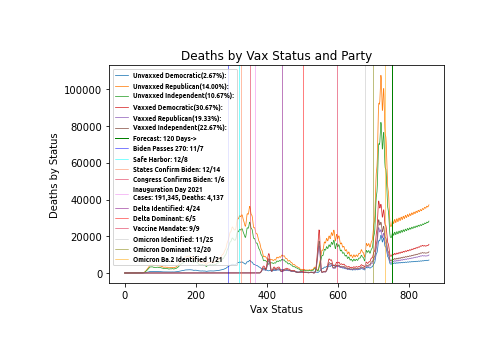 Deaths by Vax Status and Party
Deaths by Vax Status
100000
80000
60000
40000
20000
0
Unvaxxed Democratic(2.67%):
Unvaxxed Republican(14.00%):
Unvaxxed Independent(10.67%):
Vaxxed Democratic(30.67%):
Vaxxed Republican(19.33%):
Vaxxed Independent(22.67%):
Forecast: 120 Days->
Biden Passes 270: 11/7
Safe Harbor: 12/8
States Confirm Biden: 12/14
Congress Confirms Biden: 1/6
Inauguration Day 2021
Cases: 191,345, Deaths: 4,137
Delta Identified: 4/24
Delta Dominant: 6/5
Vaccine Mandate: 9/9
Omicron Identified: 11/25
Omicron Dominant 12/20
Omicron Ba.2 Identified 1/21
0
200
400
600
800
Vax Status